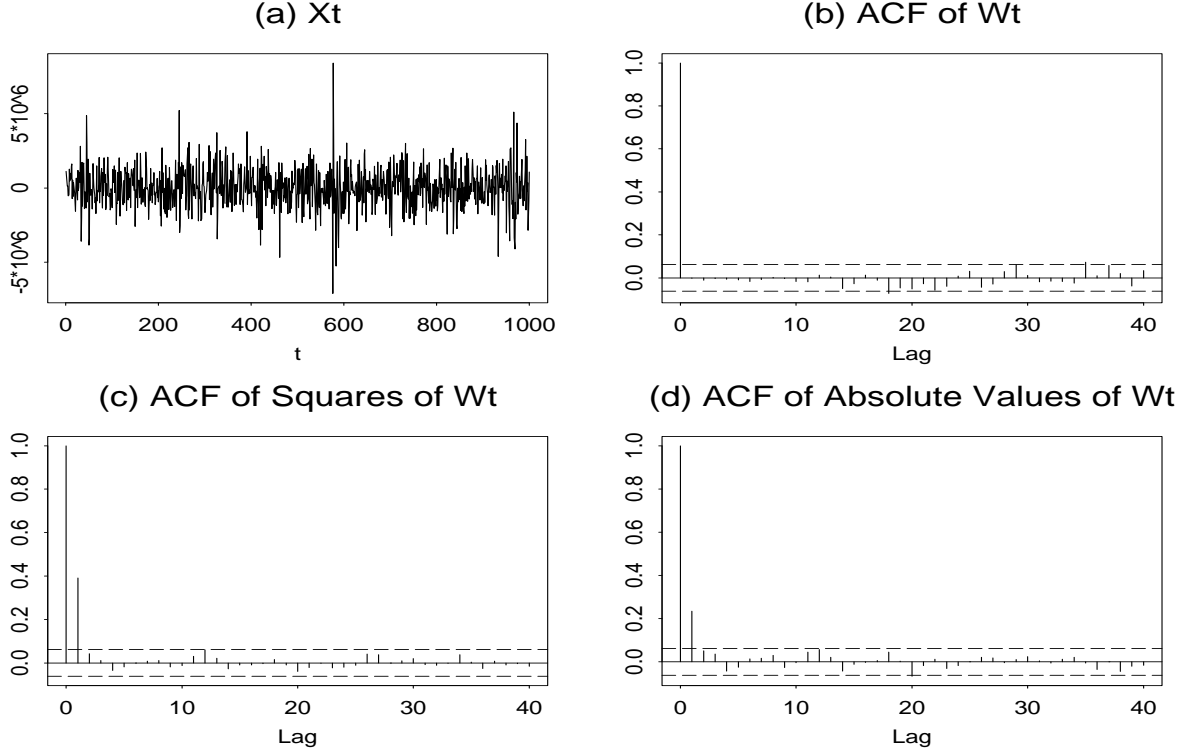 (a) Xt
5*10^6
0
-5*10^6
0 200 400 600 800 1000
t
(b) ACF of Wt
1.0
0.8
0.6
0.4
0.2
0.0
0 10 20 30 40
Lag
(c) ACF of Squares of Wt
1.0
0.8
0.6
0.4
0.2
0.0
0 10 20 30 40
Lag
(d) ACF of Absolute Values of Wt
1.0
0.8
0.6
0.4
0.2
0.0
0 10 20 30 40
Lag